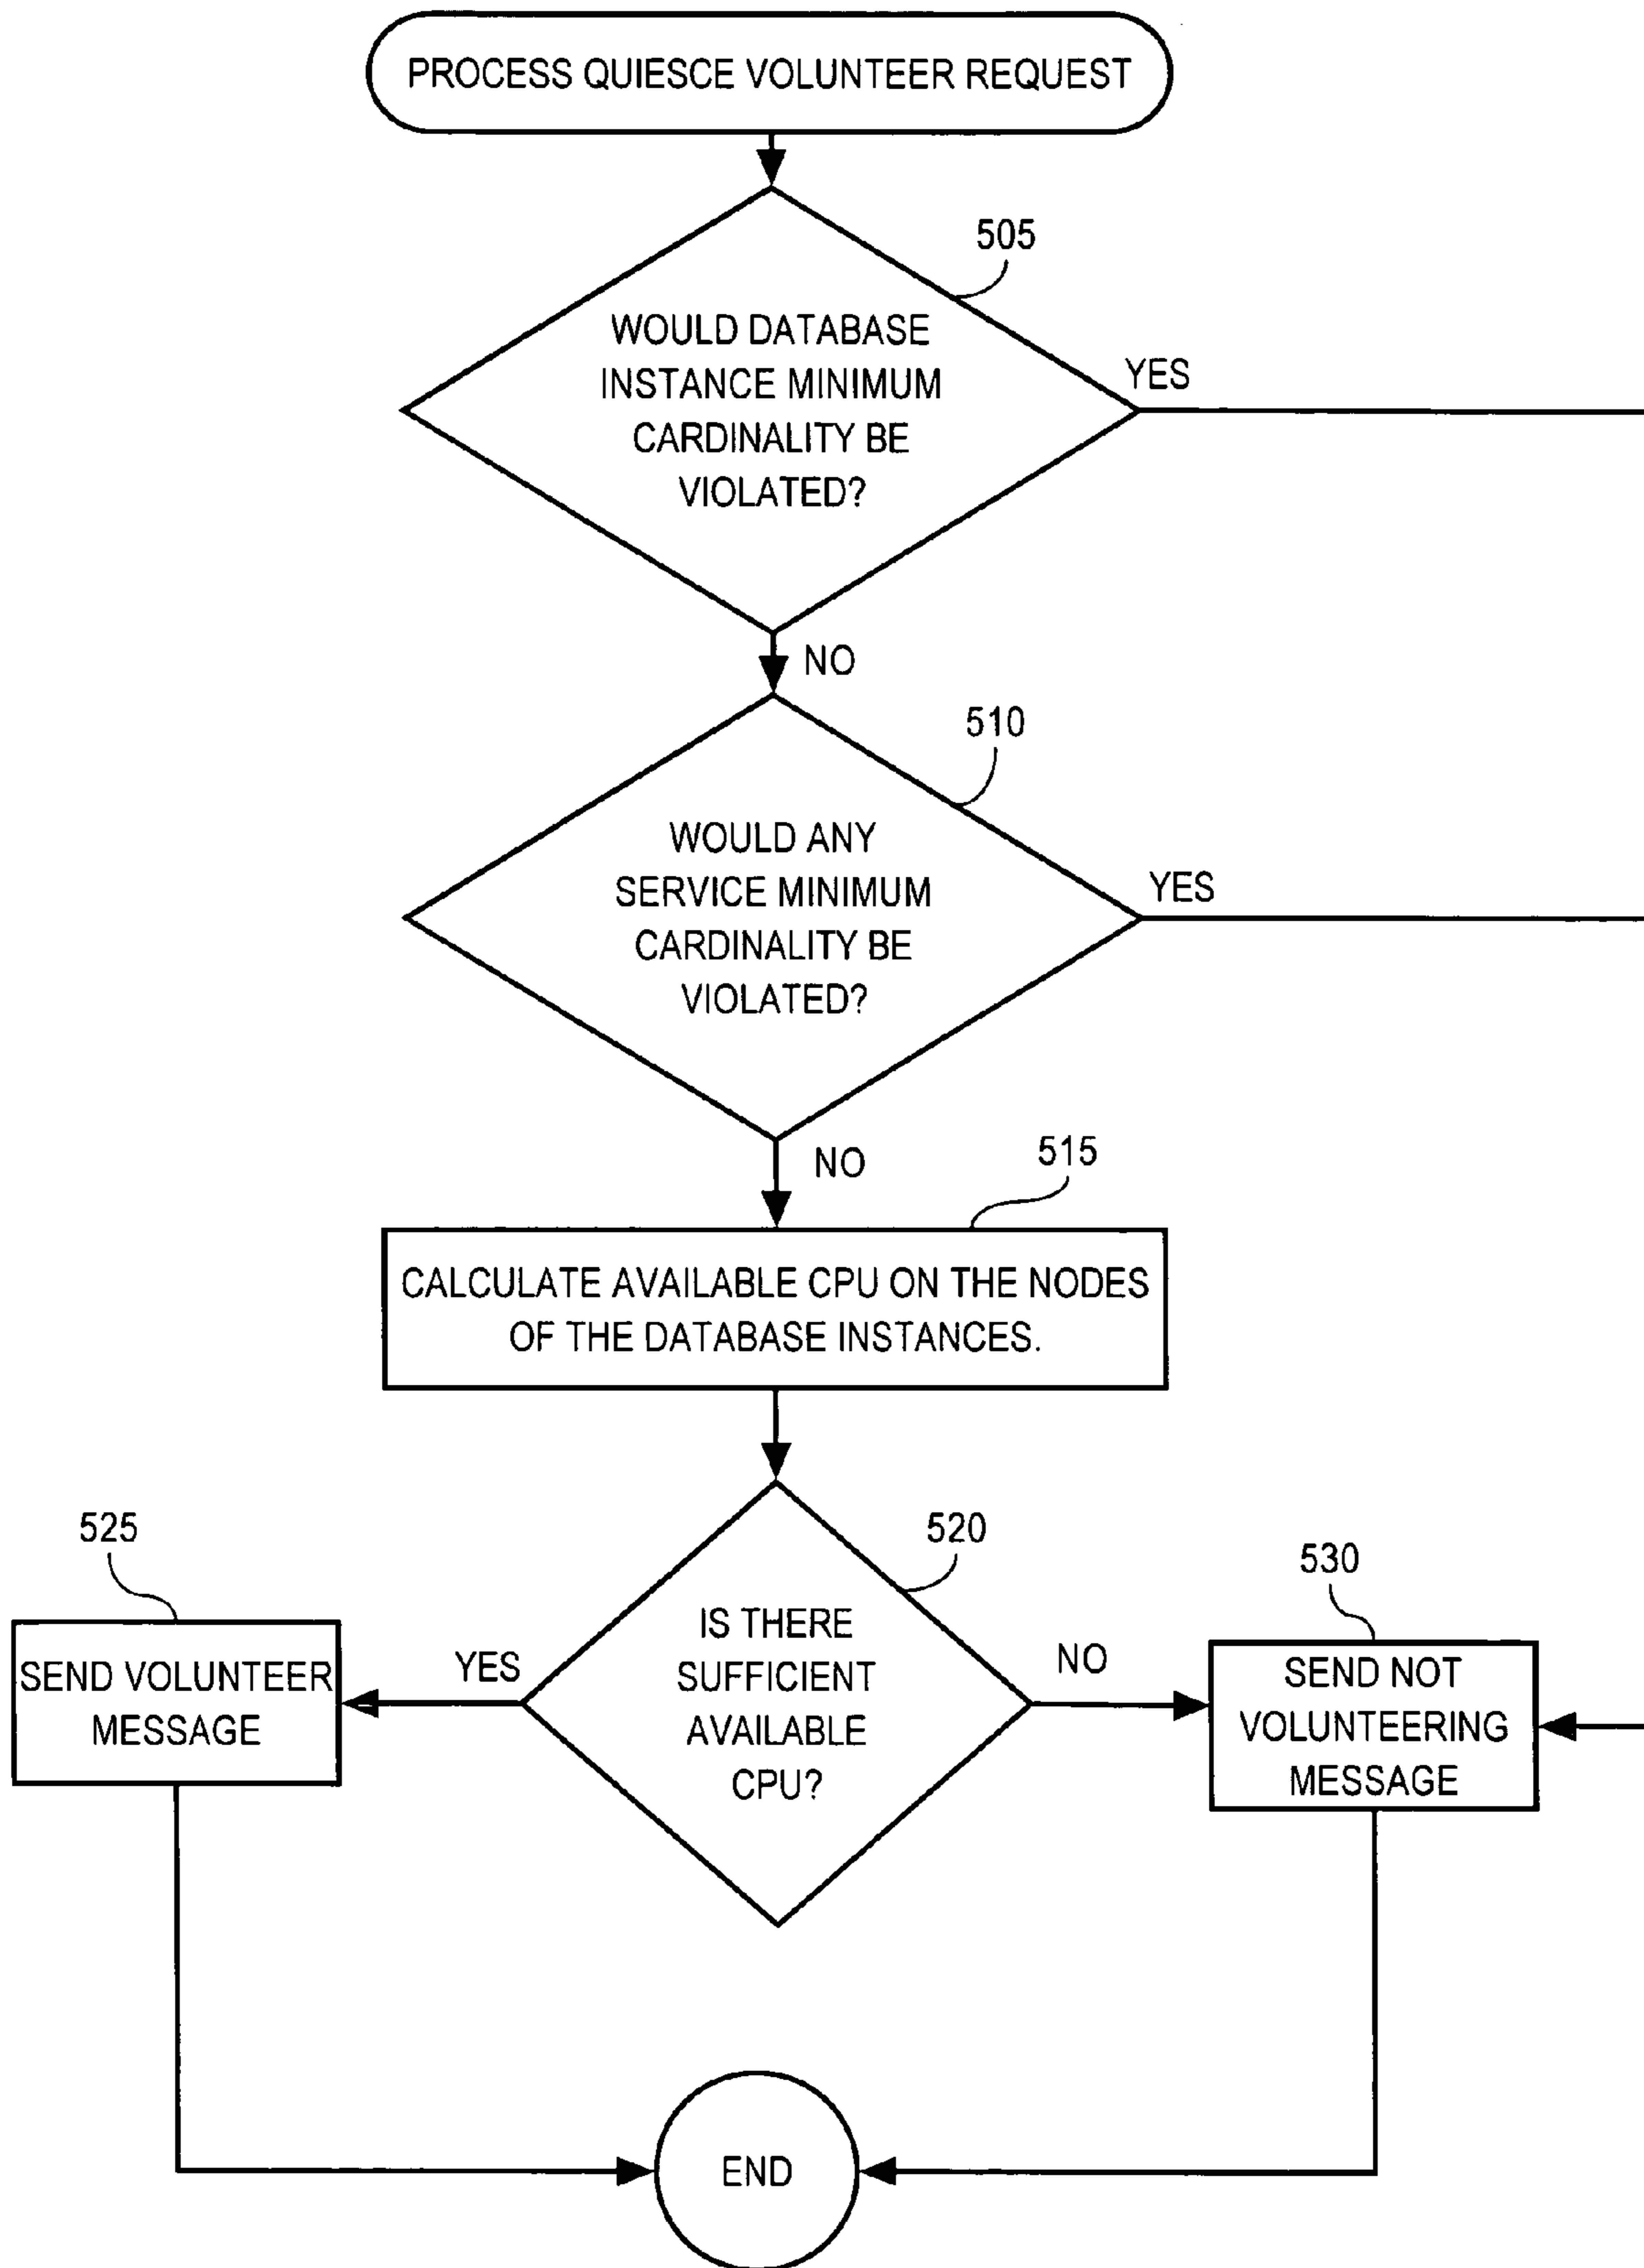 PROCESS QUIESCE VOLUNTEER REQUEST
505
WOULD DATABASE
INSTANCE MINIMUM
CARDINALITY BE
VIOLATED?
YES
NO
510
WOULD ANY
SERVICE MINIMUM
CARDINALITY BE
VIOLATED?
YES
NO
515
CALCULATE AVAILABLE CPU ON THE NODES
OF THE DATABASE INSTANCES.
520
IS THERE
SUFFICIENT
AVAILABLE
CPU?
YES
NO
525
SEND VOLUNTEER
MESSAGE
530
SEND NOT
VOLUNTEERING
MESSAGE
END